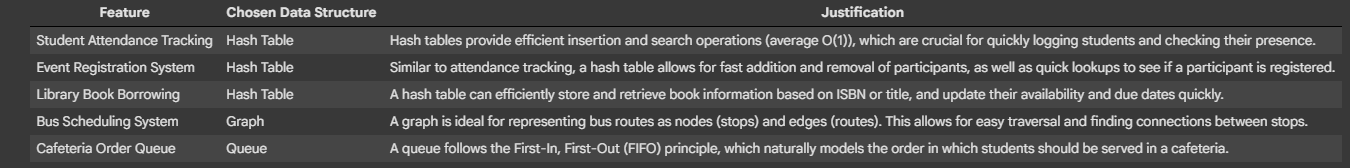 Feature Chosen Data Structure Justification
Student Attendance Tracking Hash Table Hash tables provide efficient insertion and search operations (average O(1)), which are crucial for quickly logging students and checking their presence.
Event Registration System Hash Table Similar to attendance tracking, a hash table allows for fast addition and removal of participants, as well as quick lookups to see if a participant is registered.
Library Book Borrowing Hash Table A hash table can efficiently store and retrieve book information based on ISBN or title, and update their availability and due dates quickly.
Bus Scheduling System Graph A graph is ideal for representing bus routes as nodes (stops) and edges (routes). This allows for easy traversal and finding connections between stops.
Cafeteria Order Queue Queue A queue follows the First-In, First-Out (FIFO) principle, which naturally models the order in which students should be served in a cafeteria.